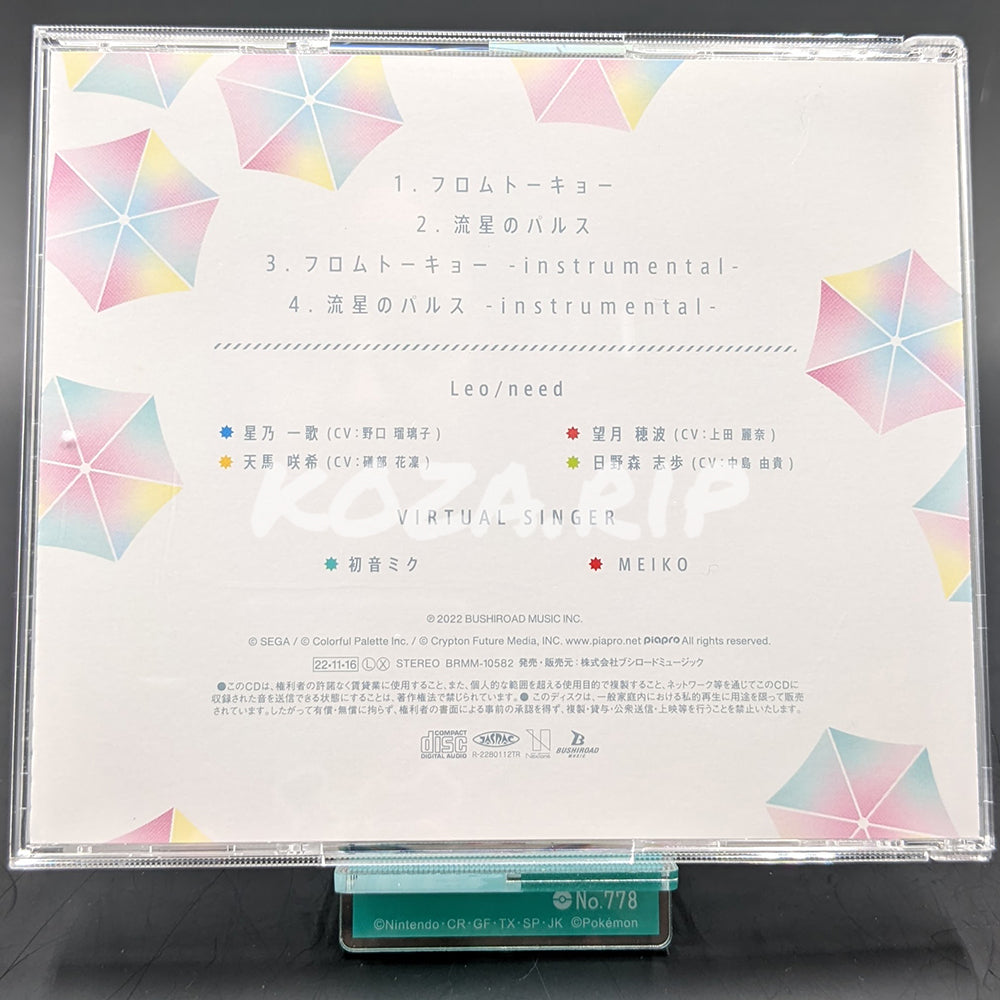 1. フロムトーキョー
2. 流星のパルス
3. フロムトーキョー -instrumental-
4. 流星のパルス -instrumental-
Leo/need
星乃 一歌 (CV:野口 瑠璃子)
望月 穂波 (CV:上田 麗奈)
天馬 咲希 (CV:礒部 花凜)
日野森 志歩 (CV:中島 由貴)
KOZA.RIP
VIRTUAL SINGER
初音ミク
MEIKO
℗ 2022 BUSHIROAD MUSIC INC.
© SEGA / © Colorful Palette Inc. / © Crypton Future Media, INC. www.piapro.net piapro All rights reserved.
22・11・16 Ⓛ Ⓧ STEREO BRMM-10582 発売・販売元:株式会社ブシロードミュージック
●このCDは、権利者の許諾なく賃貸業に使用すること、また、個人的な範囲を超える使用目的で複製すること、ネットワーク等を通じてこのCDに
収録された音を送信できる状態にすることは、著作権法で禁じられています。● このディスクは、一般家庭内における私的再生に用途を限って販売
されています。したがって有償・無償に拘らず、権利者の書面による事前の承認を得ず、複製・貸与・公衆送信・上映等を行うことを禁止いたします。
COMPACT disc DIGITAL AUDIO
JASRAC
R-2280112TR
Nextone
BUSHIROAD MUSIC
No.778
©Nintendo・CR・GF・TX・SP・JK ©Pokémon